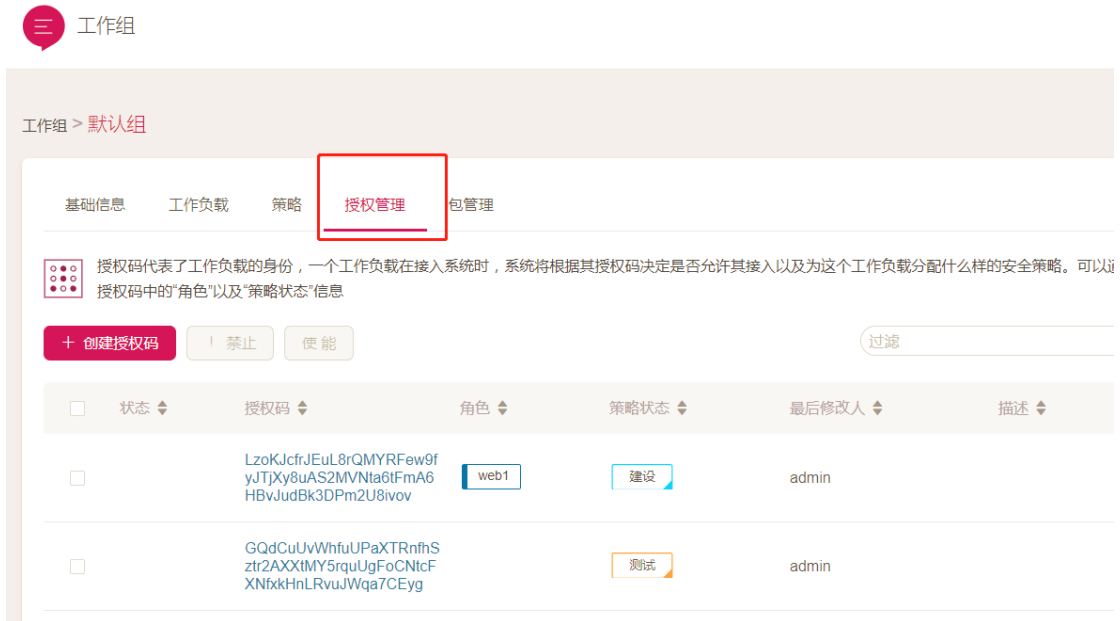 工作组
工作组 > 默认组
基础信息 工作负载 策略 授权管理 包管理
授权码代表了工作负载的身份，一个工作负载在接入系统时，系统将根据其授权码决定是否允许其接入以及为这个工作负载分配什么样的安全策略。可以
授权码中的“角色”以及“策略状态”信息
+ 创建授权码 ! 禁止 使能 过滤
状态 授权码 角色 策略状态 最后修改人 描述
LzoKJcfrJEuL8rQMYRFew9f
yJTjXy8uAS2MVNta6tFmA6 web1 建设 admin
HBvJudBk3DPm2U8ivov
GQdCuUvWhfuUPaXTRnfhS
ztr2AXXtMY5rquUgFoCNtcF 测试 admin
XNfxkHnLRvuJWqa7CEyg